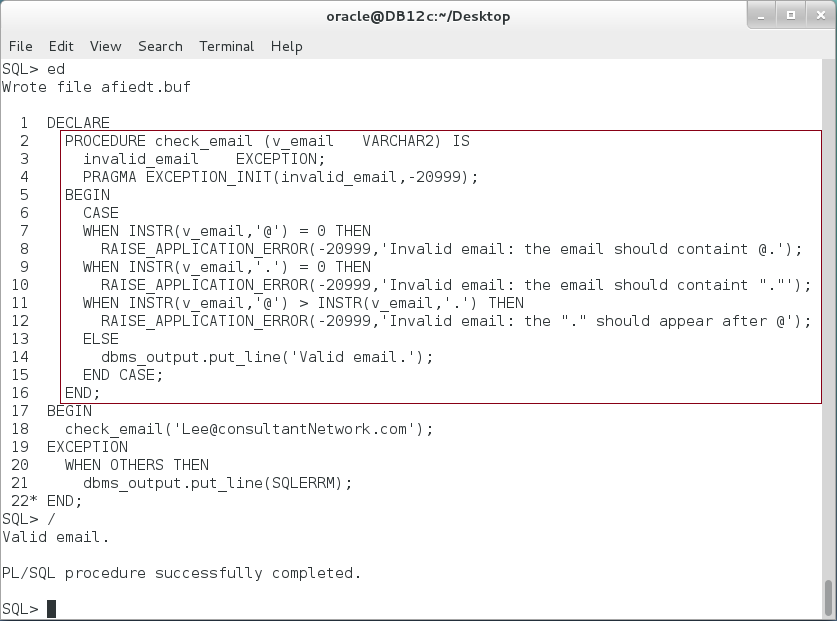 oracle@DB12c:~/Desktop
File Edit View Search Terminal Help
SQL> ed
Wrote file afiedt.buf
1 DECLARE
2 PROCEDURE check_email (v_email VARCHAR2) IS
3 invalid_email EXCEPTION;
4 PRAGMA EXCEPTION_INIT(invalid_email,-20999);
5 BEGIN
6 CASE
7 WHEN INSTR(v_email,'@') = 0 THEN
8 RAISE_APPLICATION_ERROR(-20999,'Invalid email: the email should containt @.');
9 WHEN INSTR(v_email,'.') = 0 THEN
10 RAISE_APPLICATION_ERROR(-20999,'Invalid email: the email should containt "."');
11 WHEN INSTR(v_email,'@') > INSTR(v_email,'.') THEN
12 RAISE_APPLICATION_ERROR(-20999,'Invalid email: the "." should appear after @');
13 ELSE
14 dbms_output.put_line('Valid email.');
15 END CASE;
16 END;
17 BEGIN
18 check_email('Lee@consultantNetwork.com');
19 EXCEPTION
20 WHEN OTHERS THEN
21 dbms_output.put_line(SQLERRM);
22* END;
SQL> /
Valid email.
PL/SQL procedure successfully completed.
SQL>